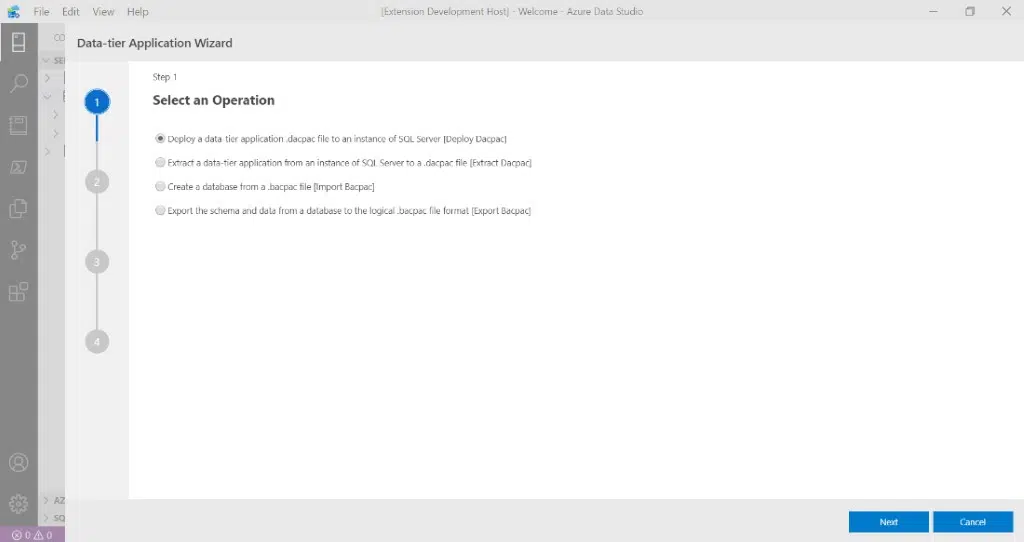 File Edit View Help
[Extension Development Host] - Welcome - Azure Data Studio
CO
Data-tier Application Wizard
SE
Step 1
1
Select an Operation
Deploy a data-tier application .dacpac file to an instance of SQL Server [Deploy Dacpac]
Extract a data-tier application from an instance of SQL Server to a .dacpac file [Extract Dacpac]
2
Create a database from a .bacpac file [Import Bacpac]
Export the schema and data from a database to the logical .bacpac file format [Export Bacpac]
3
4
AZ
SQ
Next Cancel
0 0